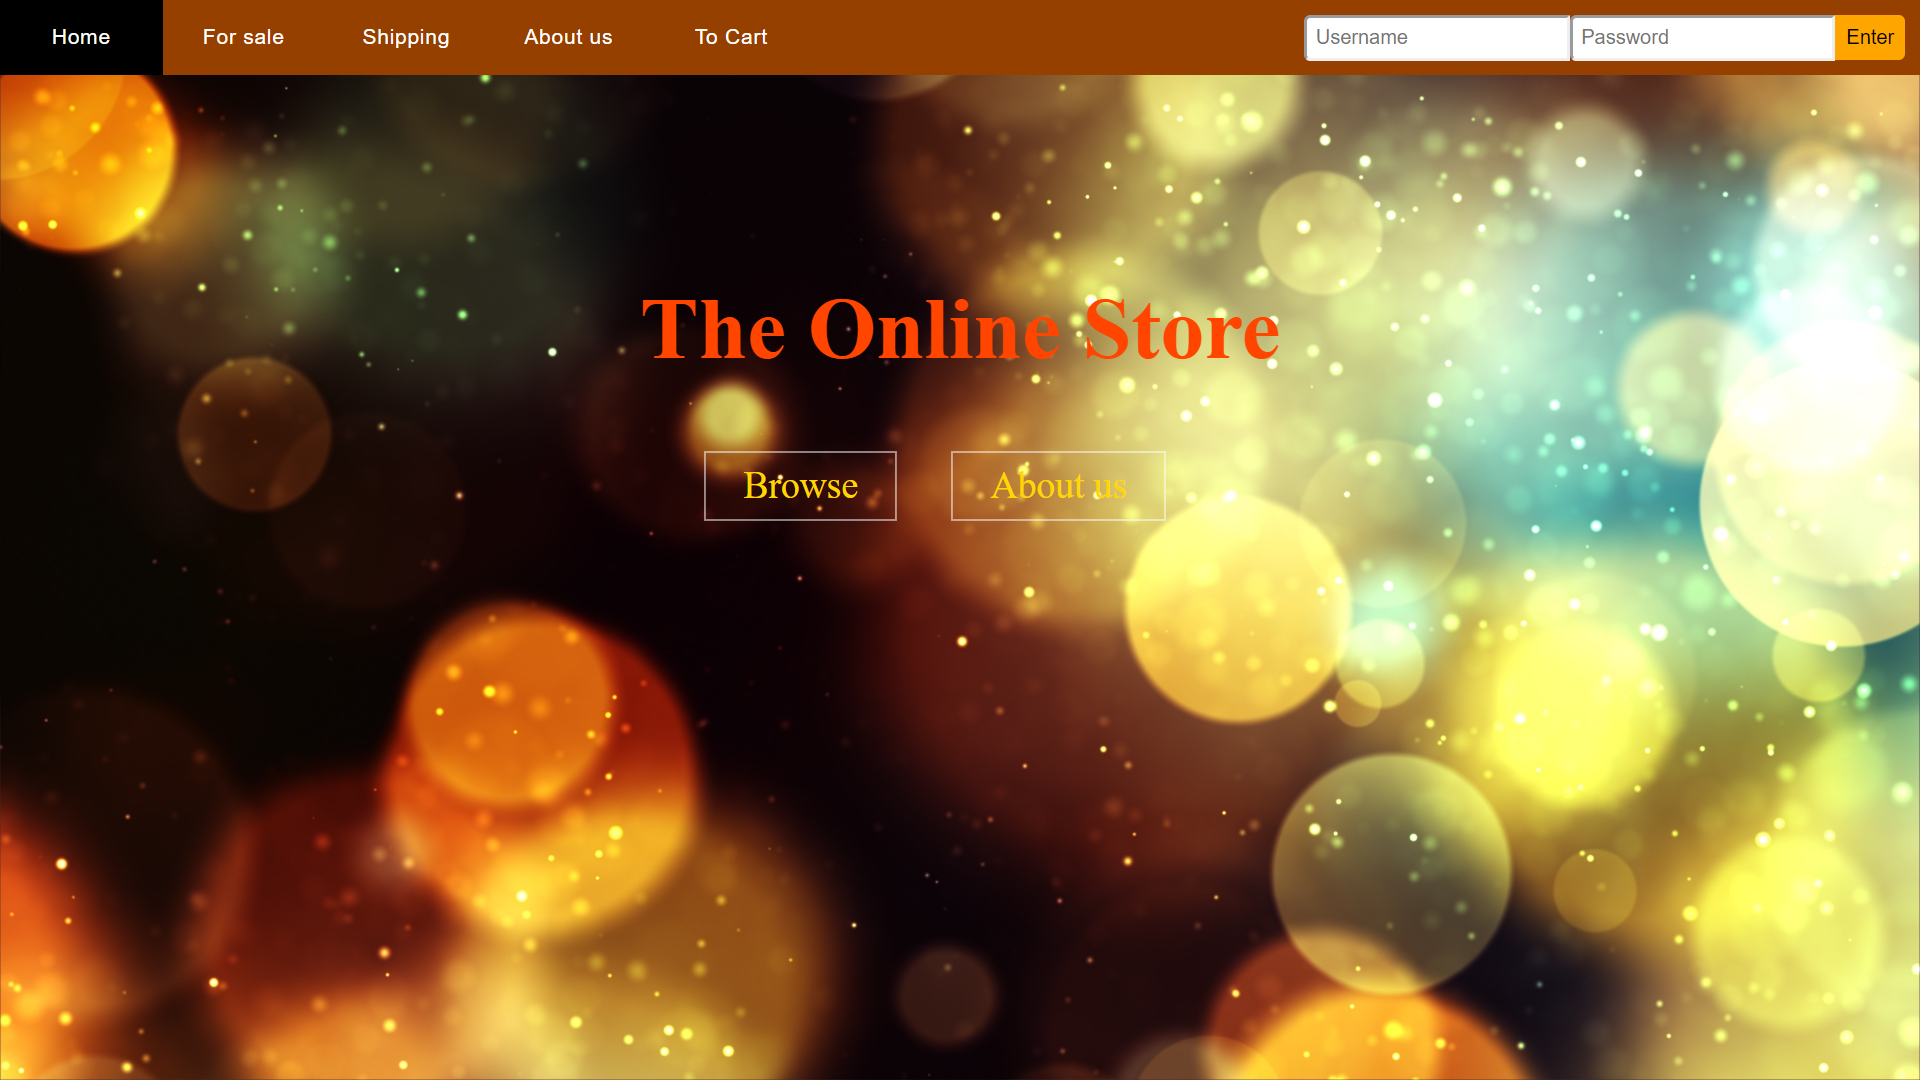 Home For sale Shipping About us To Cart Username Password Enter
The Online Store
Browse About us